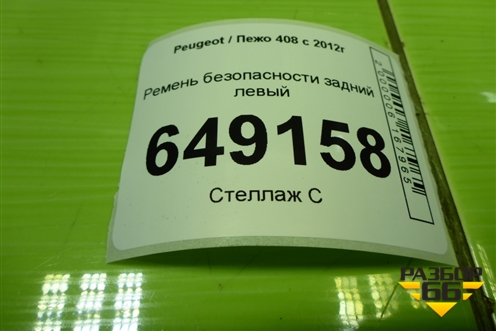 Peugeot / Пежо 408 с 2012г
Ремень безопасности задний
левый
649158
Стеллаж С
РАЗБОР
66